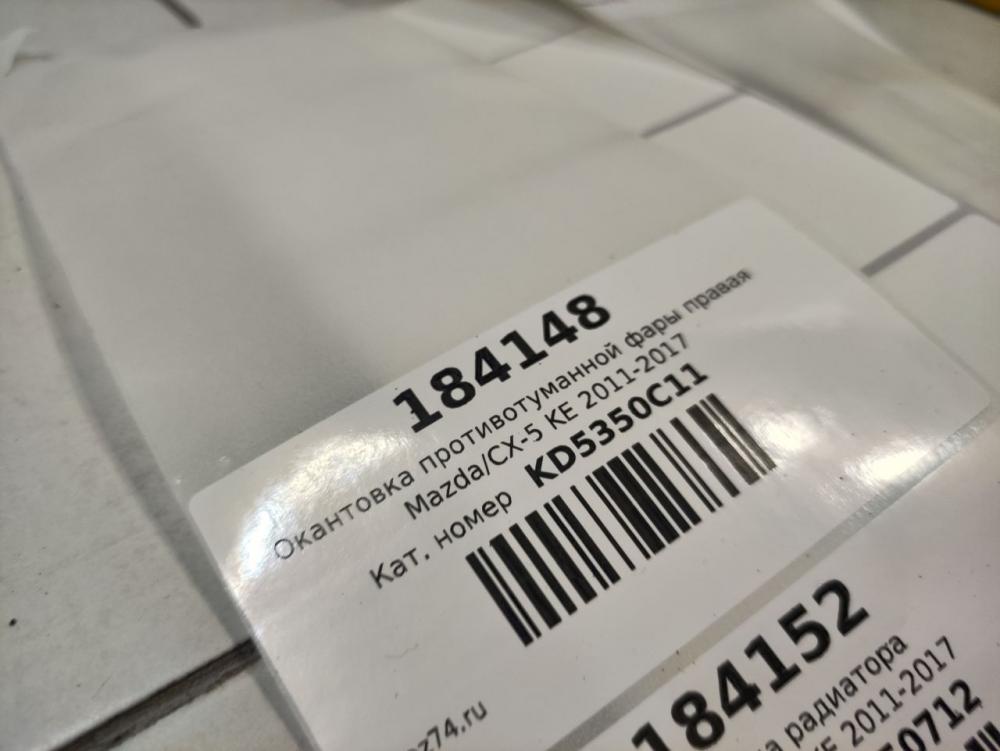 184148
Окантовка противотуманной фары правая
Mazda/CX-5 KE 2011-2017
Кат. номер KD5350C11
z74.ru
184152
радиатора
2011-2017
0712